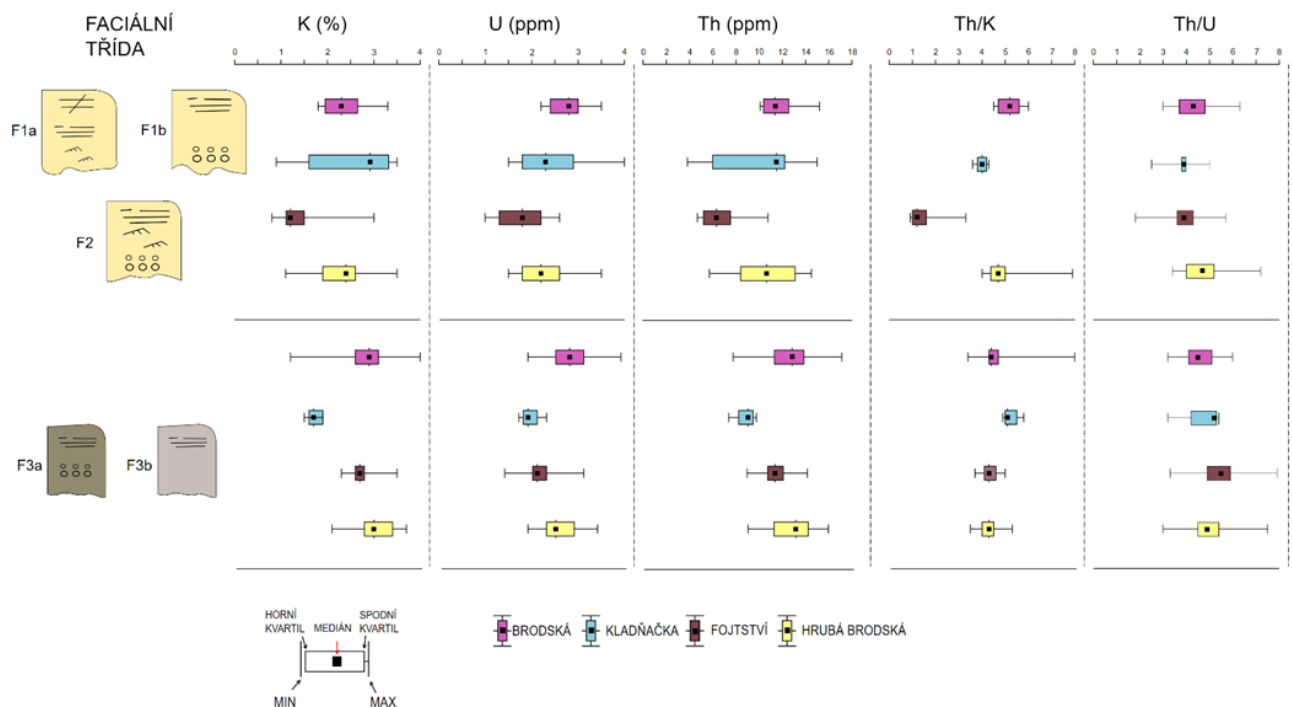 FACIÁLNÍ
TŘÍDA
K (%)
U (ppm)
Th (ppm)
Th/K
Th/U
0 1 2 3 4
0 1 2 3 4
0 2 4 6 8 10 12 14 16 18
0 1 2 3 4 5 6 7 8
0 1 2 3 4 5 6 7 8
F1a
F1b
F2
F3a
F3b
HORNÍ
KVARTIL
MEDIÁN
SPODNÍ
KVARTIL
MIN
MAX
BRODSKÁ
KLADŇAČKA
FOJTSTVÍ
HRUBÁ BRODSKÁ